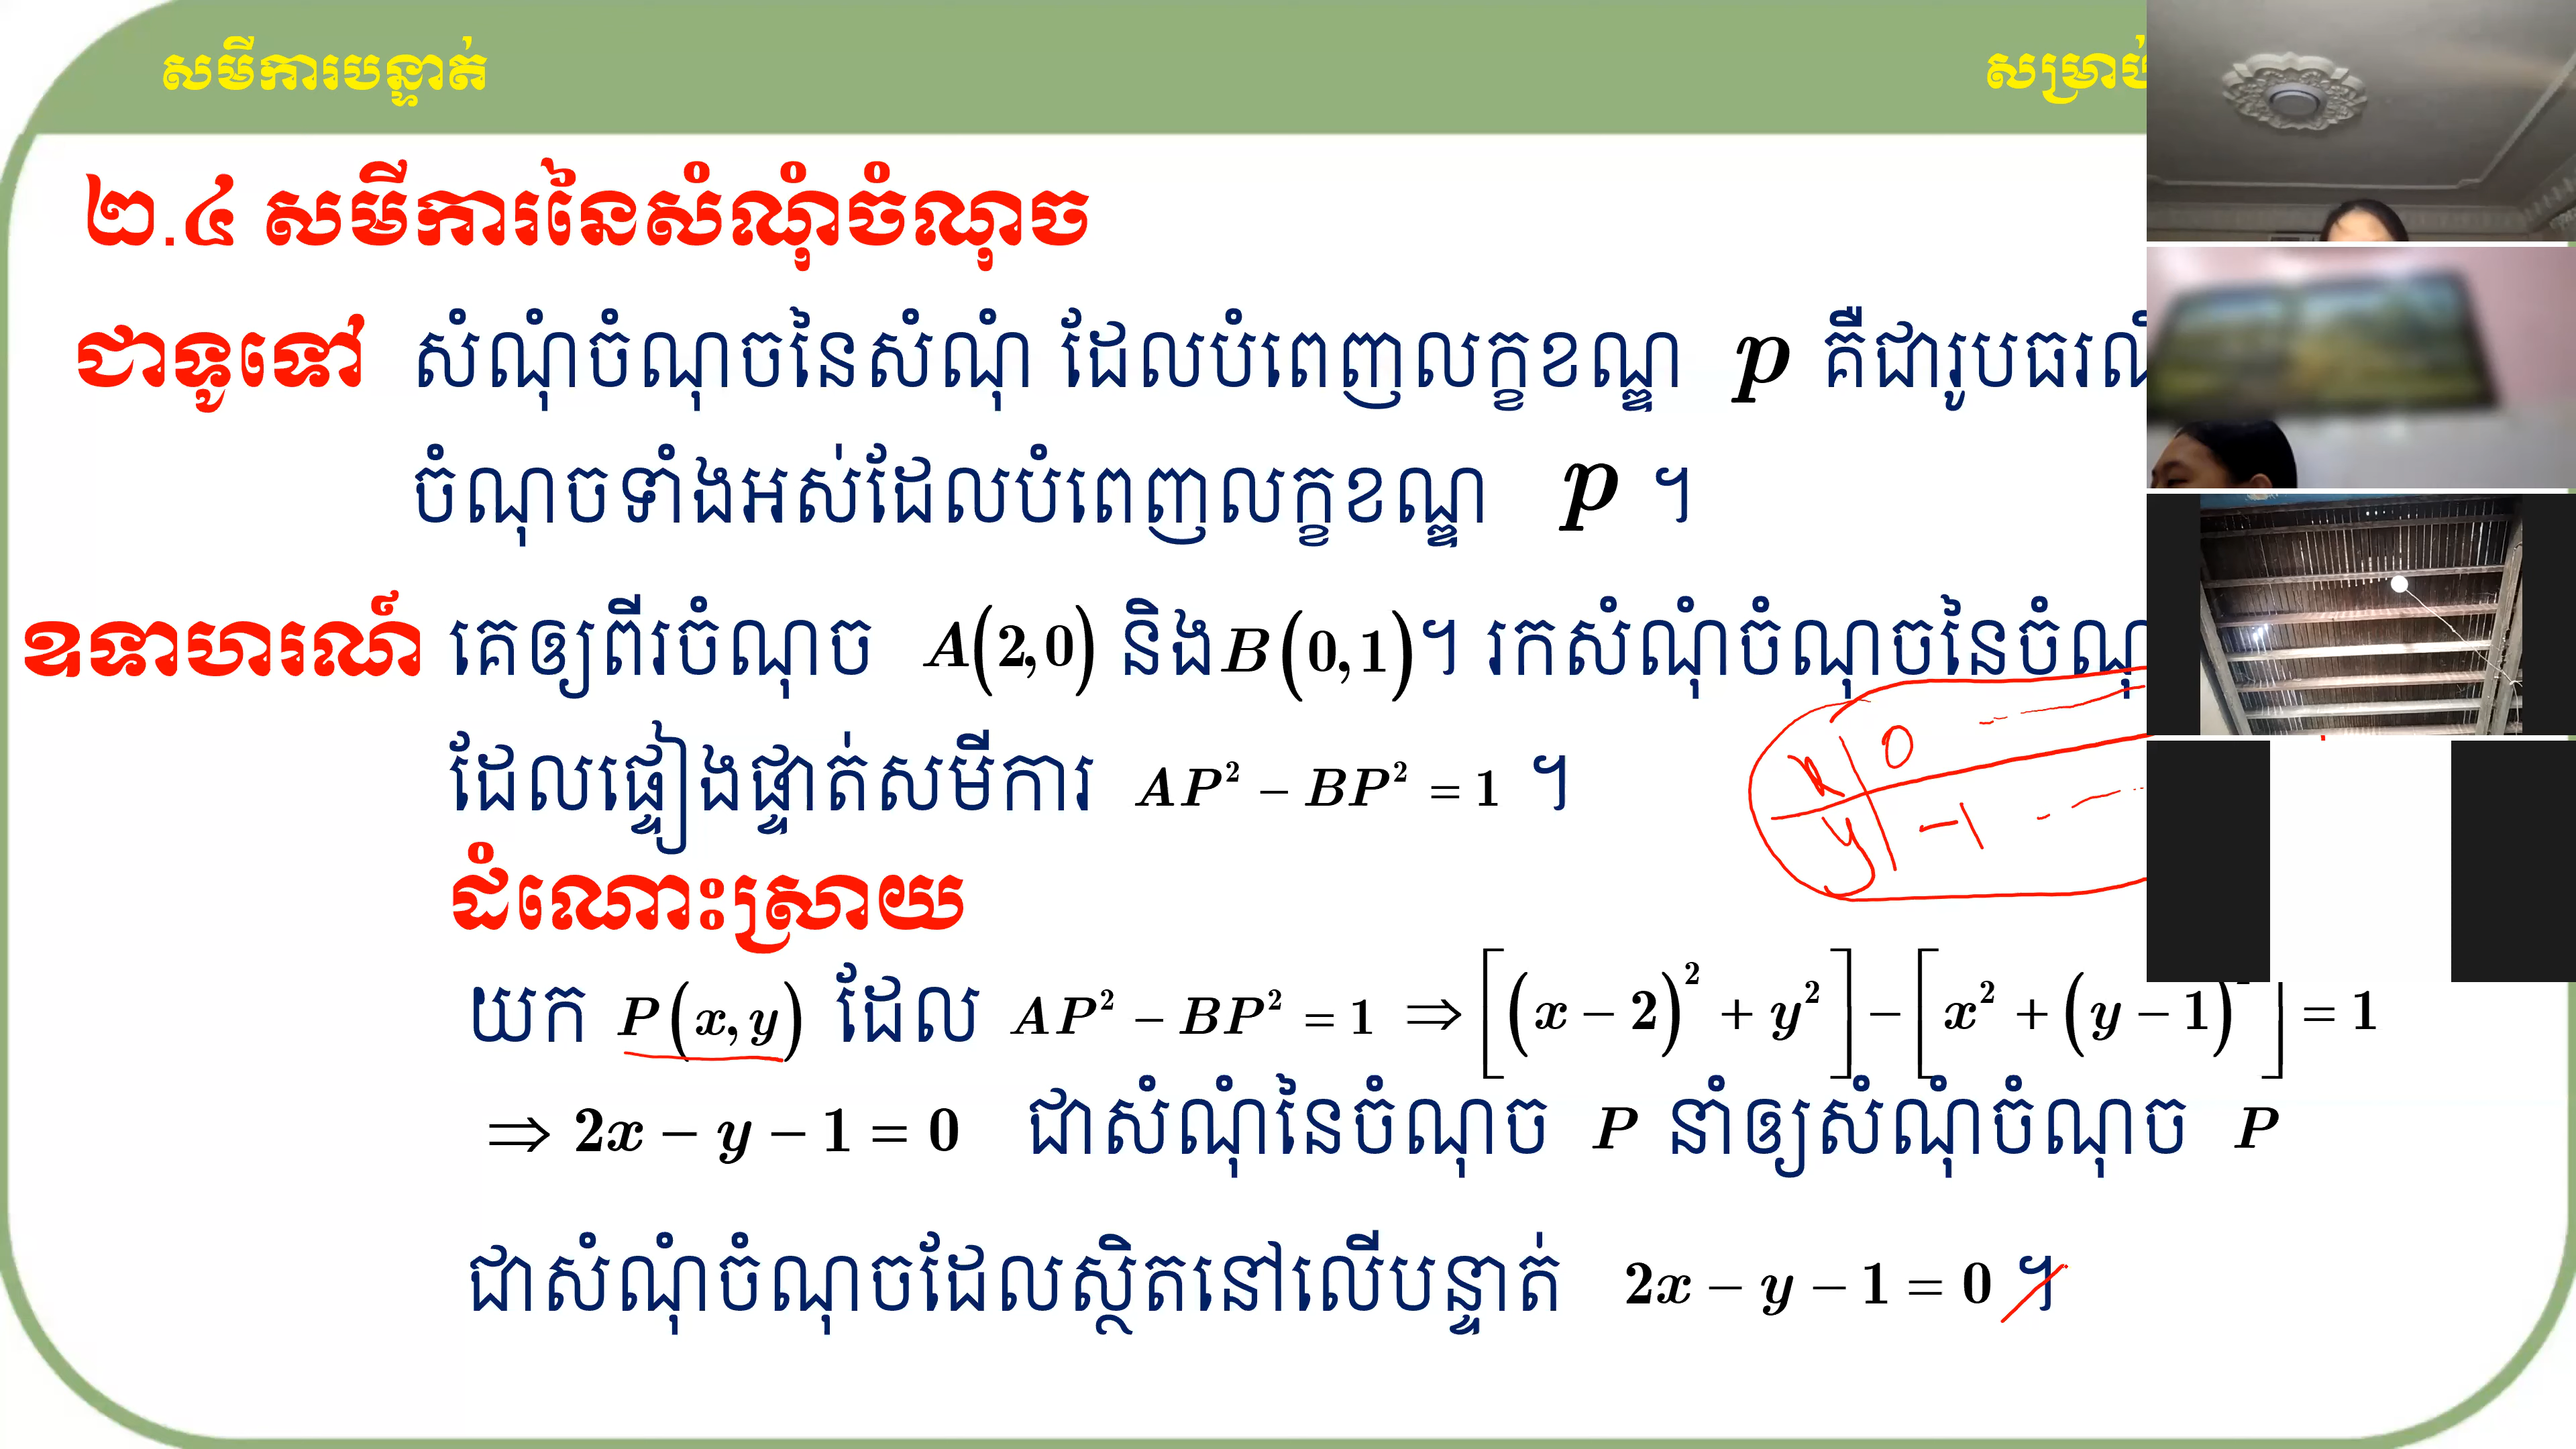 សមីការបន្ទាត់
២.៤ សមីការនៃសំណុំចំណុច
ជាទូទៅ សំណុំចំណុចនៃសំណុំ ដែលបំពេញលក្ខខណ្ឌ p គឺជារូប
ចំណុចទាំងអស់ដែលបំពេញលក្ខខណ្ឌ p ។
ឧទាហរណ៍ គេឲ្យពីរចំណុច A(2,0) និង B(0,1)។ រកសំណុំចំណុចនៃ
x 0
ដែលផ្ទៀងផ្ទាត់សមីការ AP² − BP² = 1 ។
y −1
ដំណោះស្រាយ
យក P(x,y) ដែល AP² − BP² = 1 ⇒ [(x − 2)² + y²] − [x² + (y − 1)²] = 1
⇒ 2x − y − 1 = 0 ជាសំណុំនៃចំណុច P នាំឲ្យសំណុំចំណុច P
ជាសំណុំចំណុចដែលស្ថិតនៅលើបន្ទាត់ 2x − y − 1 = 0 ។